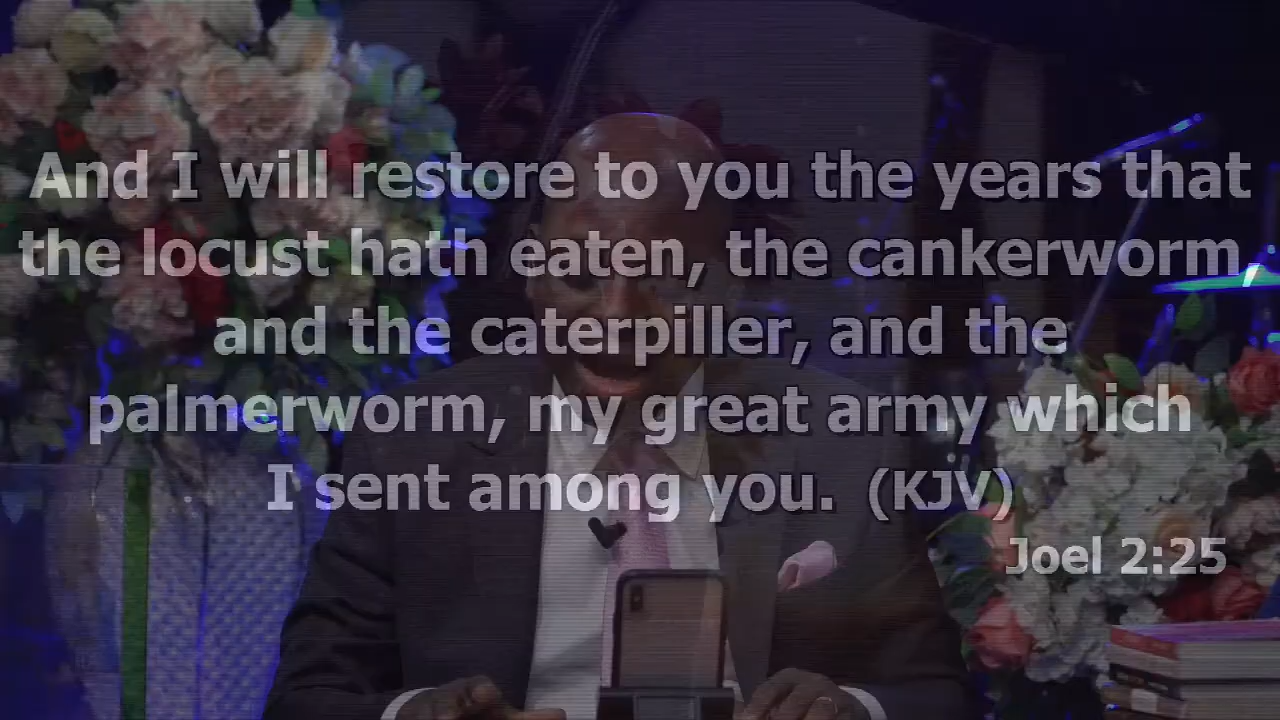 And I will restore to you the years that
the locust hath eaten, the cankerworm,
and the caterpiller, and the
palmerworm, my great army which
I sent among you. (KJV)
Joel 2:25